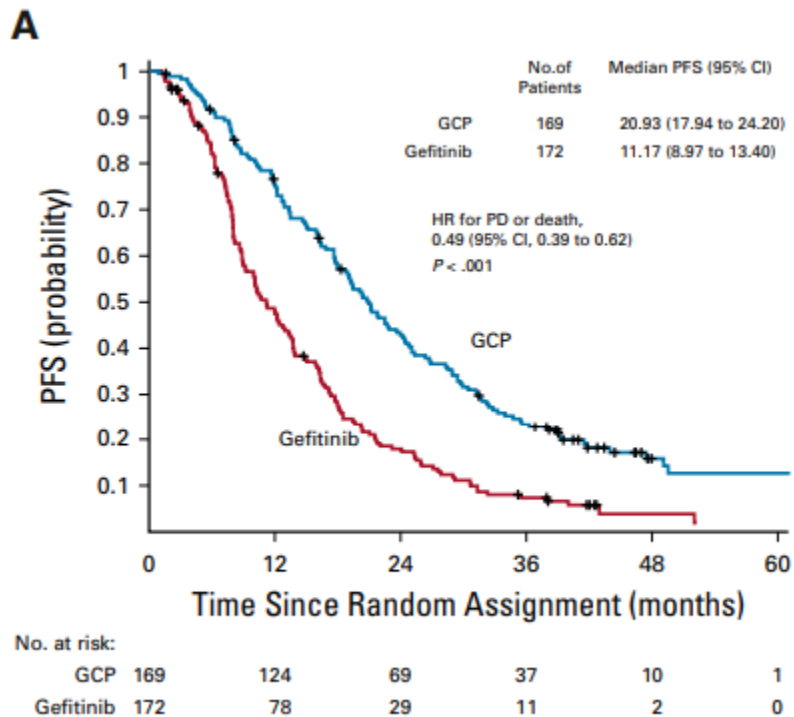 A
No.of Patients Median PFS (95% CI)
GCP 169 20.93 (17.94 to 24.20)
Gefitinib 172 11.17 (8.97 to 13.40)
HR for PD or death,
0.49 (95% CI, 0.39 to 0.62)
P < .001
PFS (probability)
1
0.9
0.8
0.7
0.6
0.5
0.4
0.3
0.2
0.1
GCP
Gefitinib
0 12 24 36 48 60
Time Since Random Assignment (months)
No. at risk:
GCP 169 124 69 37 10 1
Gefitinib 172 78 29 11 2 0